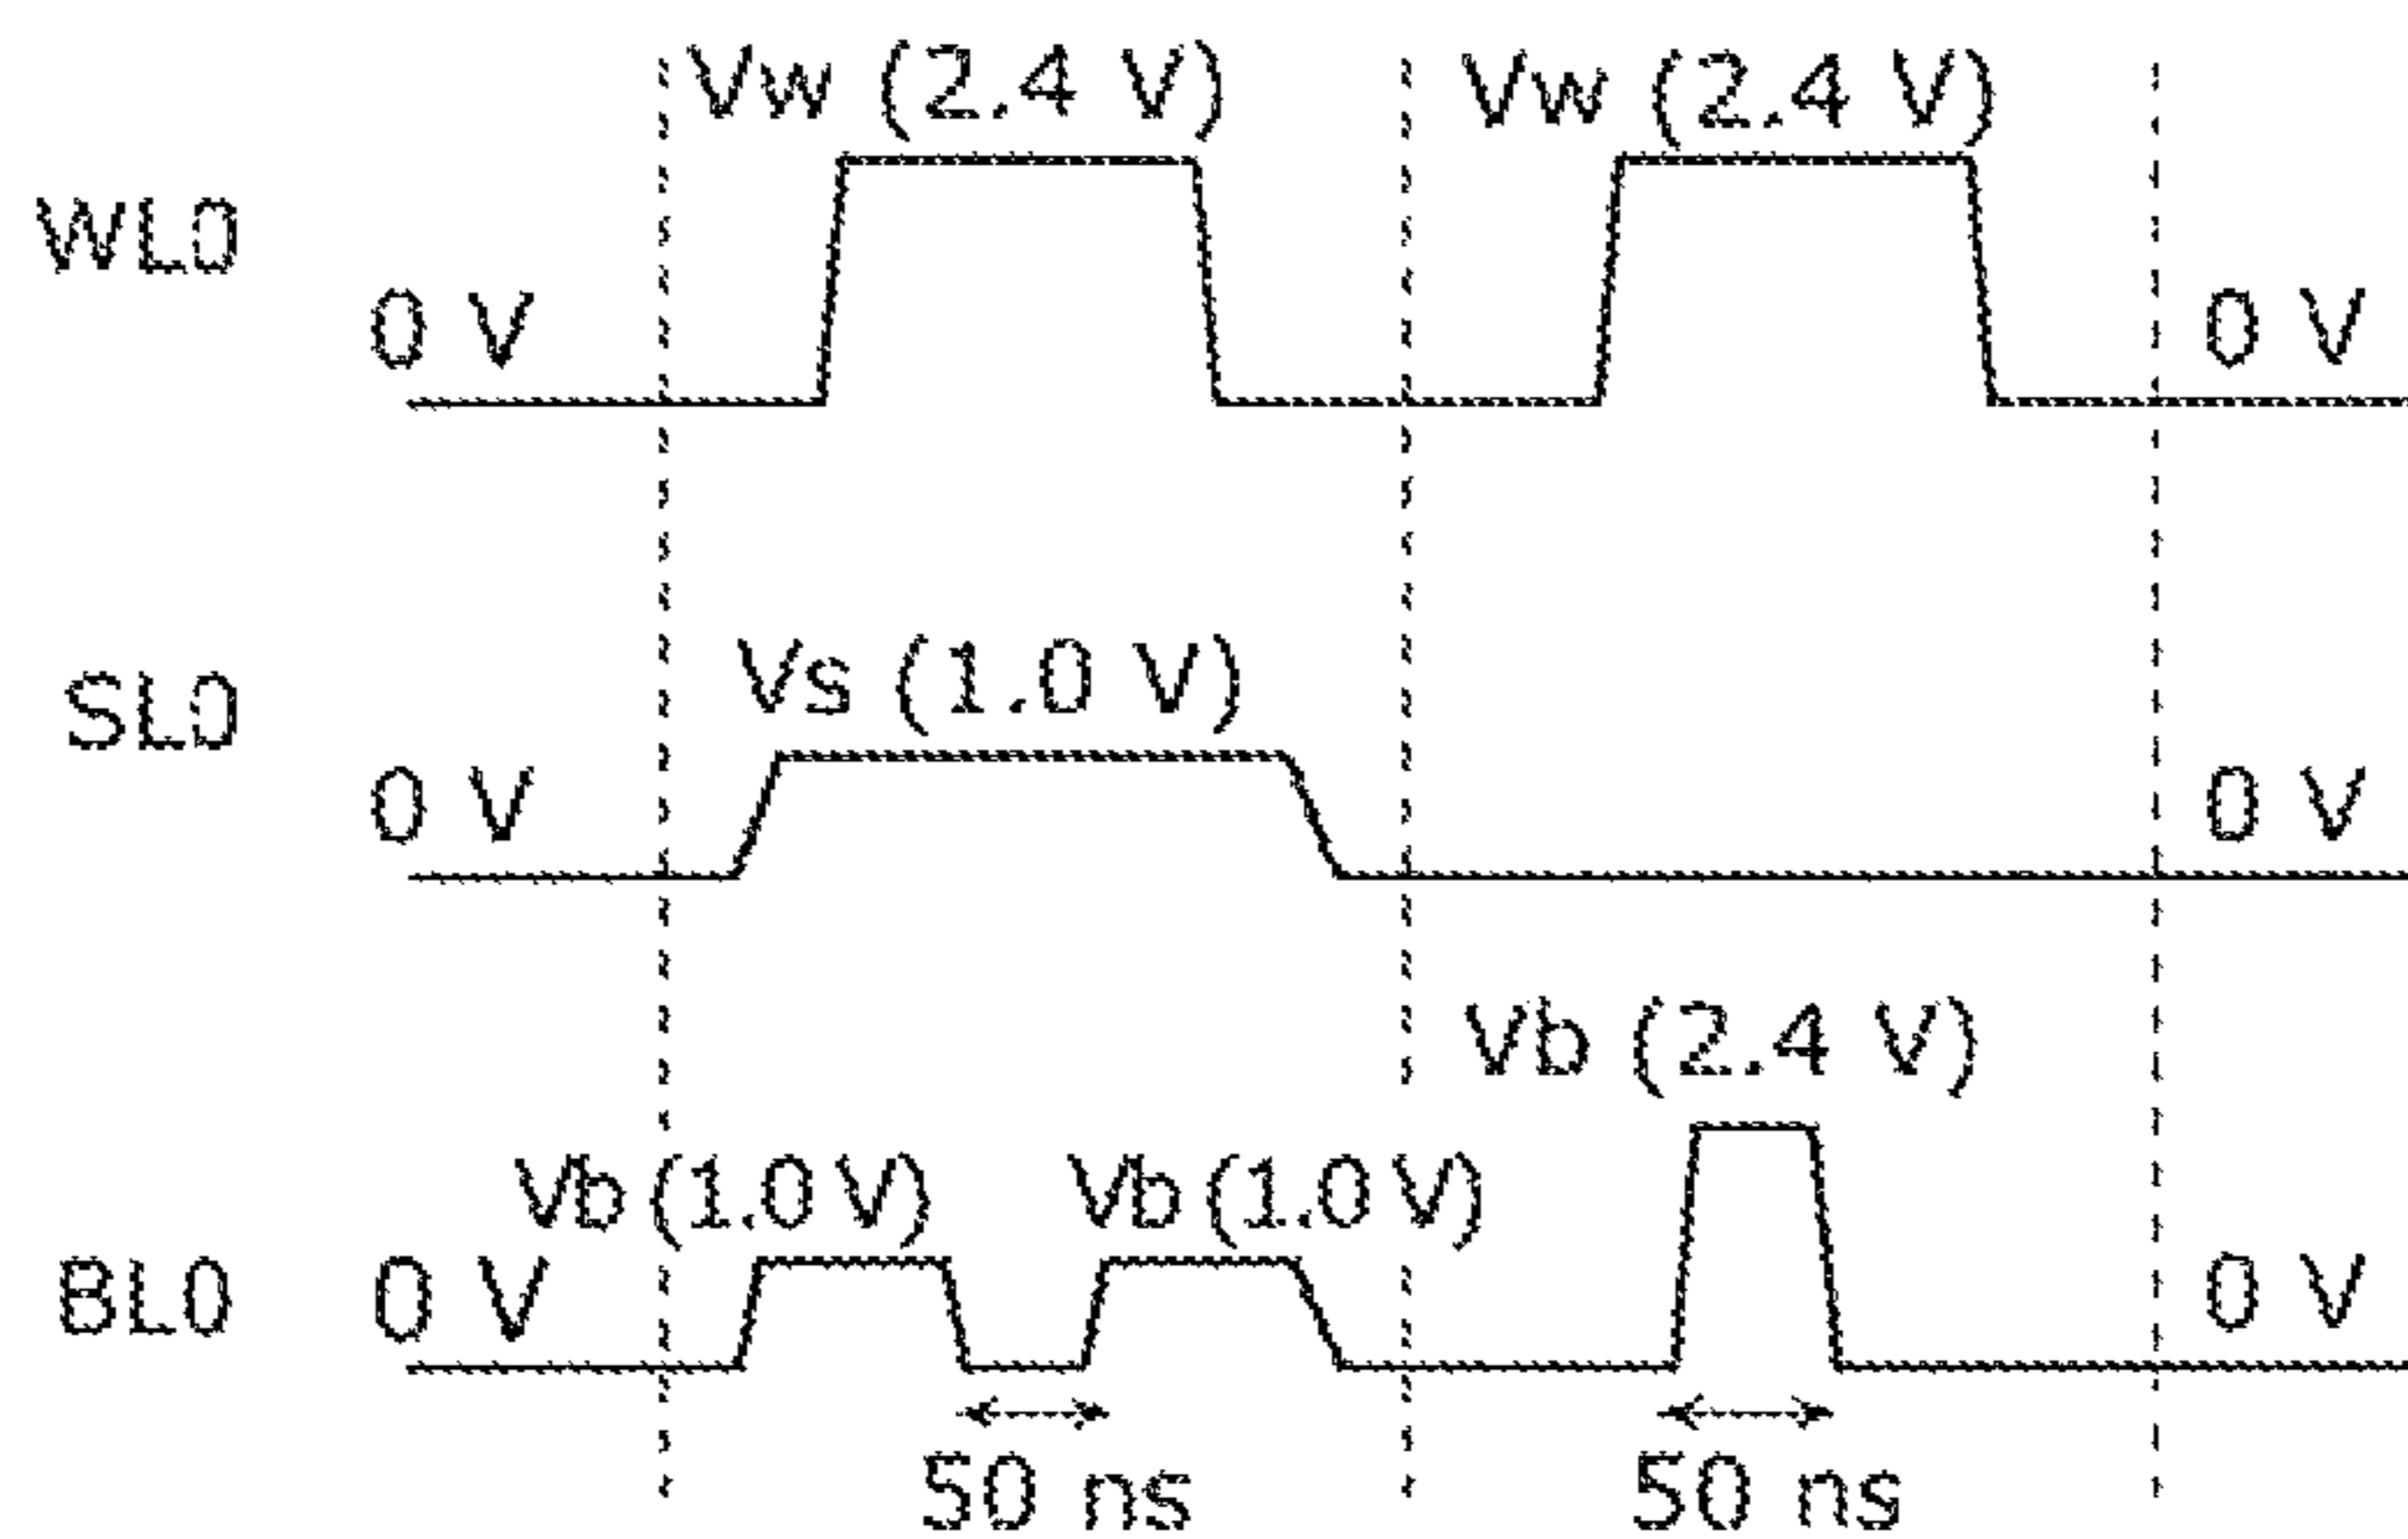 Vw (2.4 V) Vw (2.4 V)
WL0
0 V 0 V
Vs (1.0 V)
SL0
0 V 0 V
Vb (2.4 V)
Vb (1.0 V) Vb (1.0 V)
BL0 0 V 0 V
50 ns 50 ns